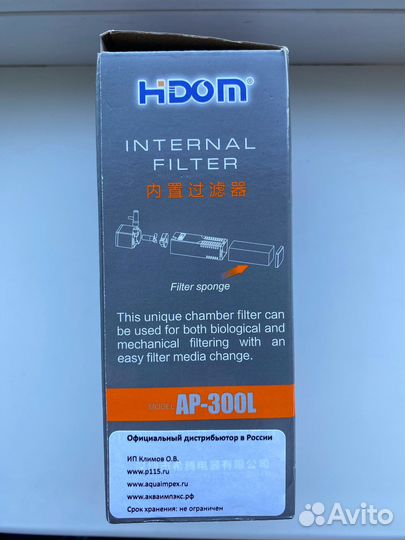 HiDOM®
INTERNAL
FILTER
内置过滤器
Filter sponge
This unique chamber filter can
be used for both biological and
mechanical filtering with an
easy filter media change.
MODEL AP-300L
Официальный дистрибьютор в России
ИП Климов О.В.
www.p115.ru
www.aquaimpex.ru
www.акваимпэкс.рф
Срок хранения: не ограничен
Avito